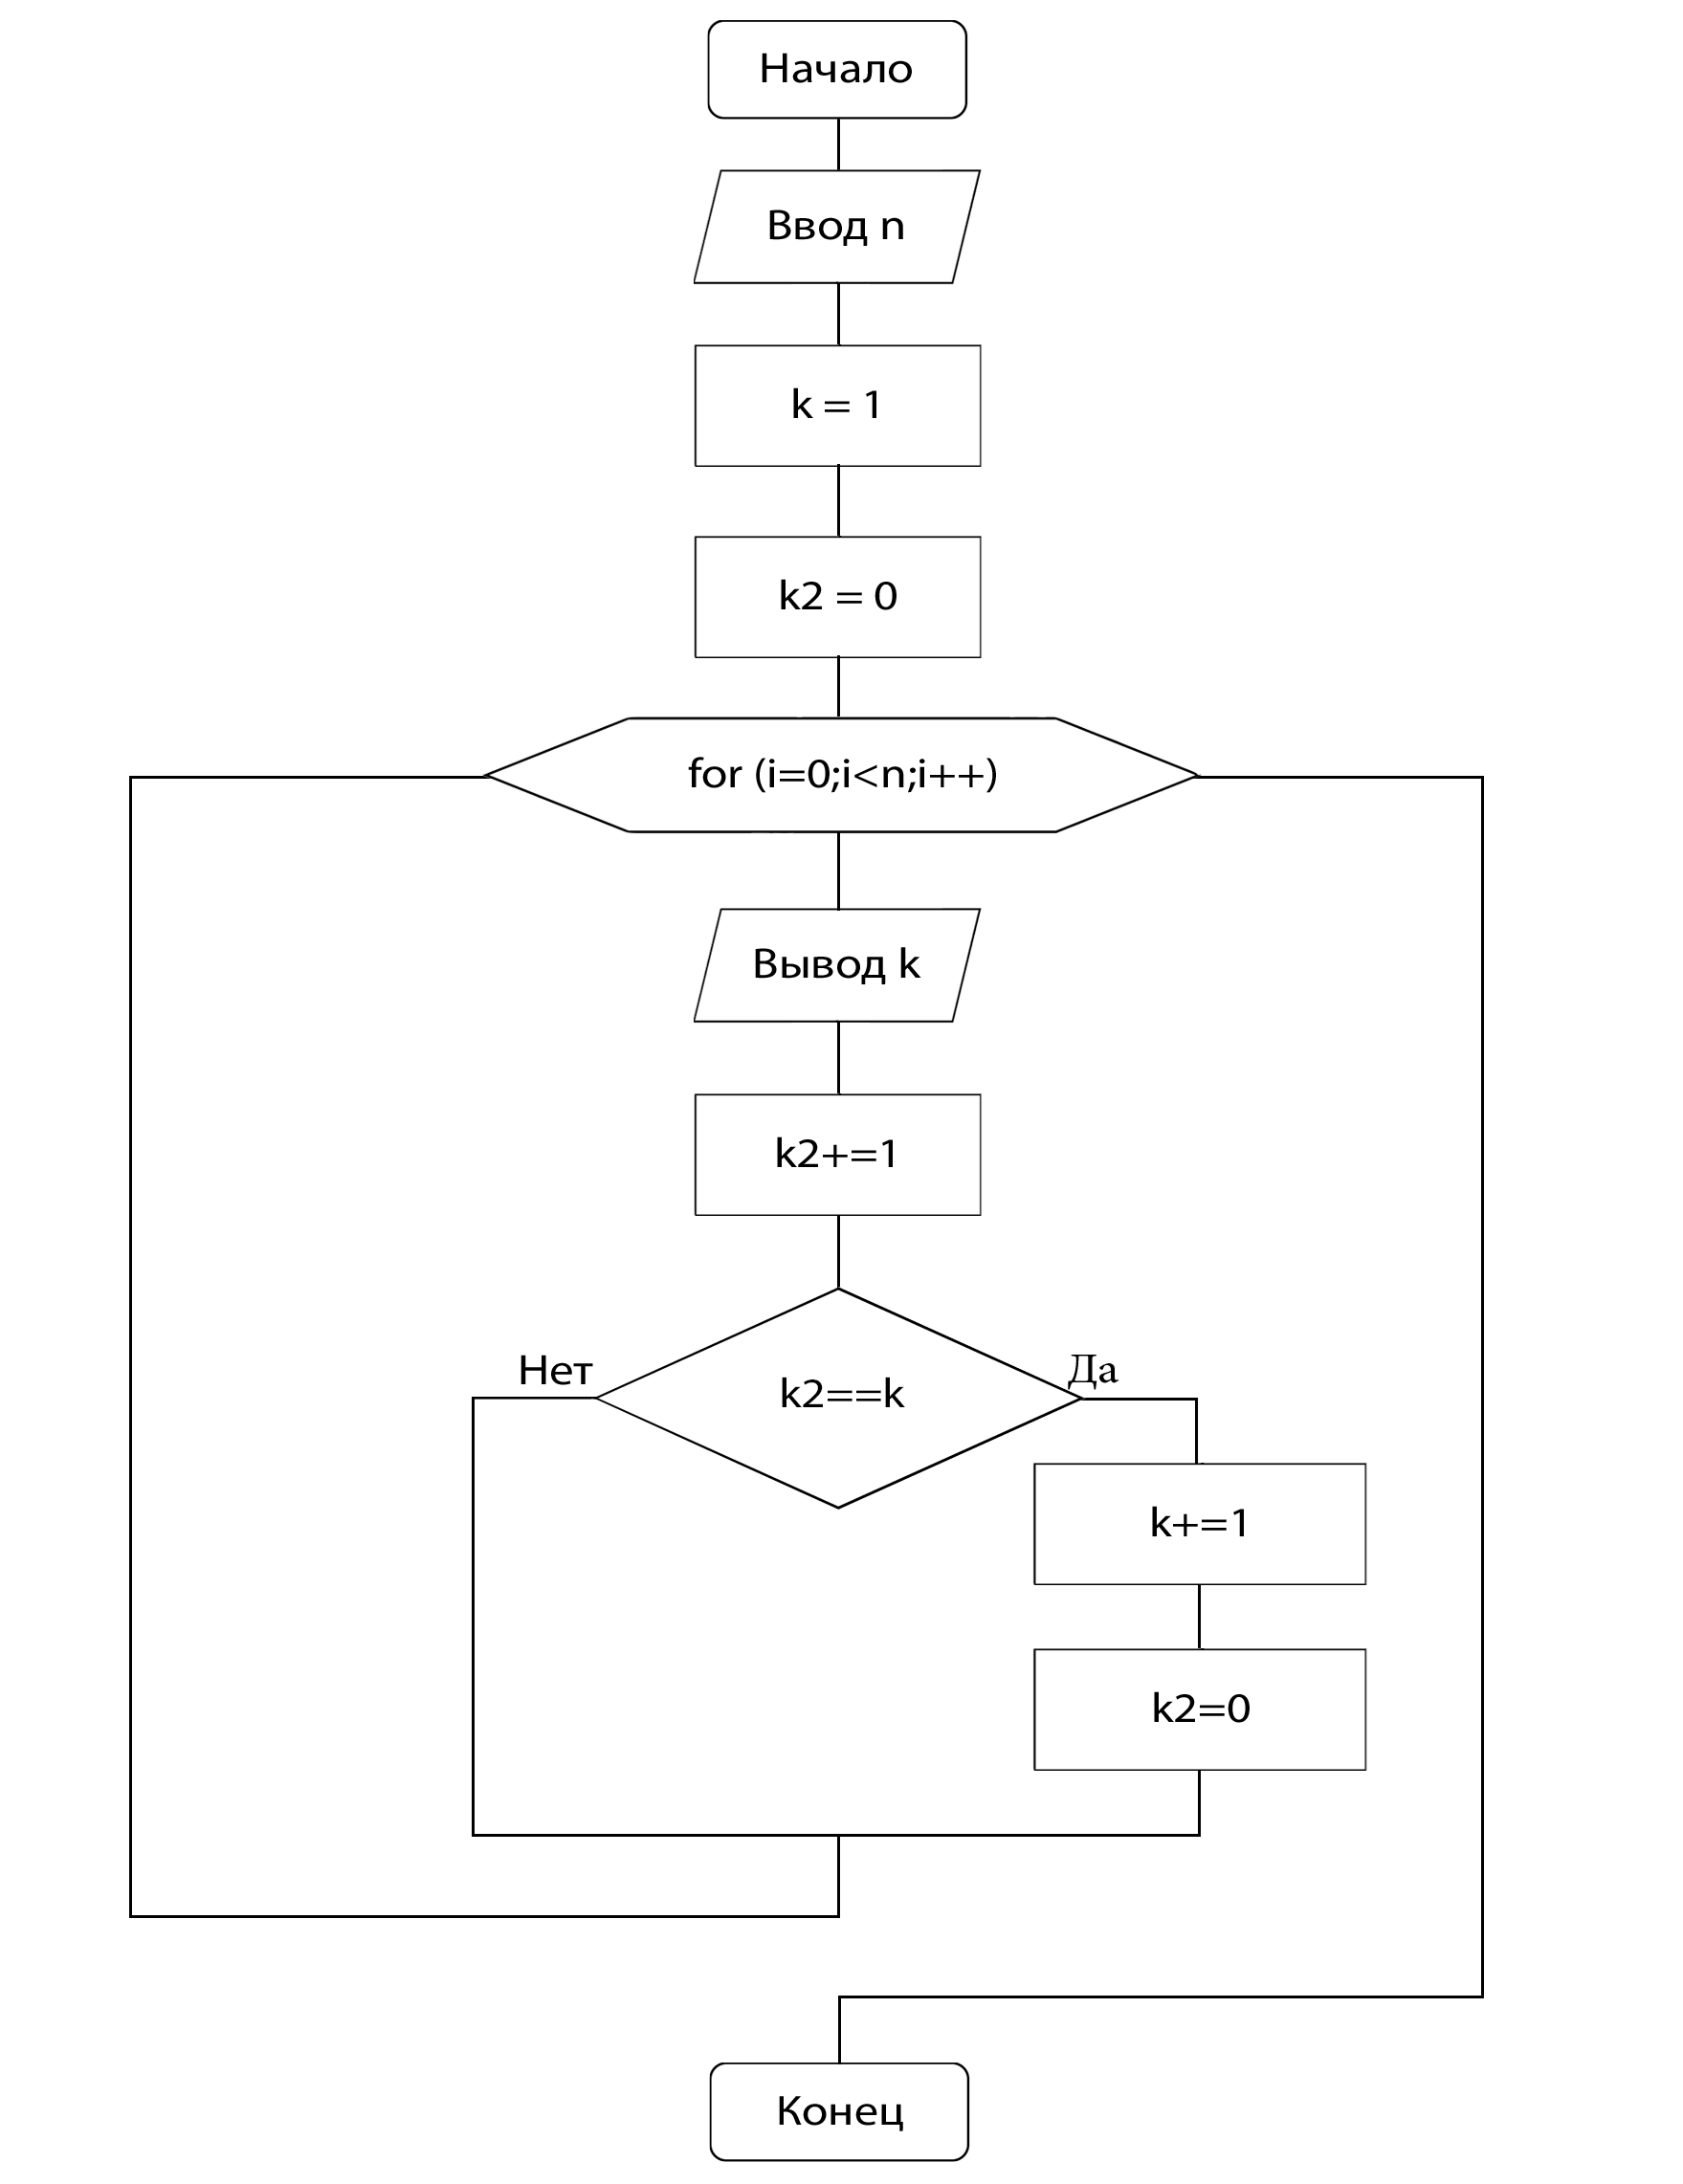 Начало
Ввод n
k = 1
k2 = 0
for (i=0;i<n;i++)
Вывод k
k2+=1
Нет
Да
k2==k
k+=1
k2=0
Конец